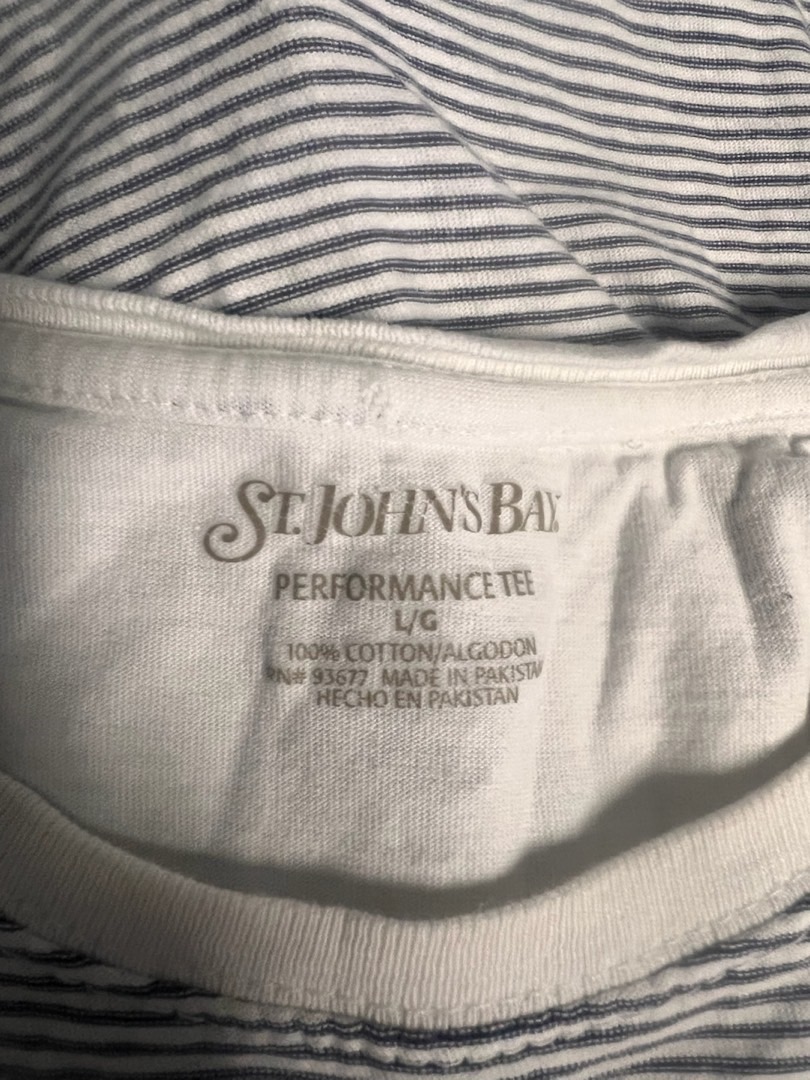 ST. JOHN'S BAY.
PERFORMANCE TEE
L/G
100% COTTON/ALGODON
RN# 93677 MADE IN PAKISTAN
HECHO EN PAKISTAN